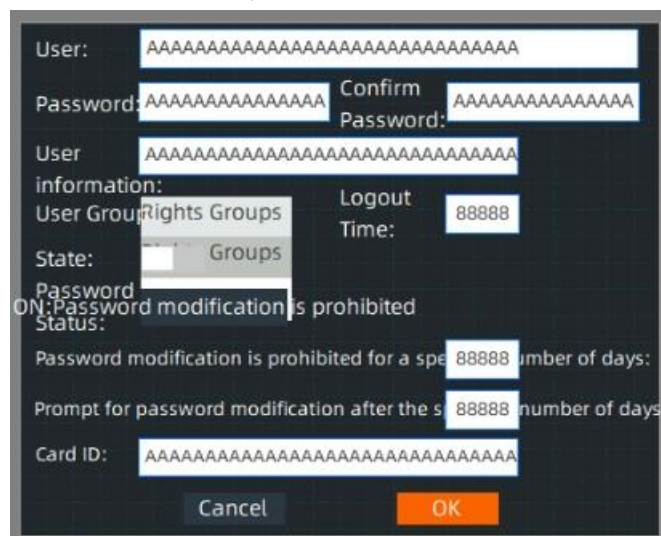 User: AAAAAAAAAAAAAAAAAAAAAAAAAAAAAAAA
Password: AAAAAAAAAAAAAAA Confirm Password: AAAAAAAAAAAAAAA
User information: AAAAAAAAAAAAAAAAAAAAAAAAAAAAAAAA
User Group Rights Groups Logout Time: 88888
State: Groups
Password Status:
ON:Password modification is prohibited
Password modification is prohibited for a spe 88888 umber of days:
Prompt for password modification after the s 88888 number of days
Card ID: AAAAAAAAAAAAAAAAAAAAAAAAAAAAAAAA
Cancel OK